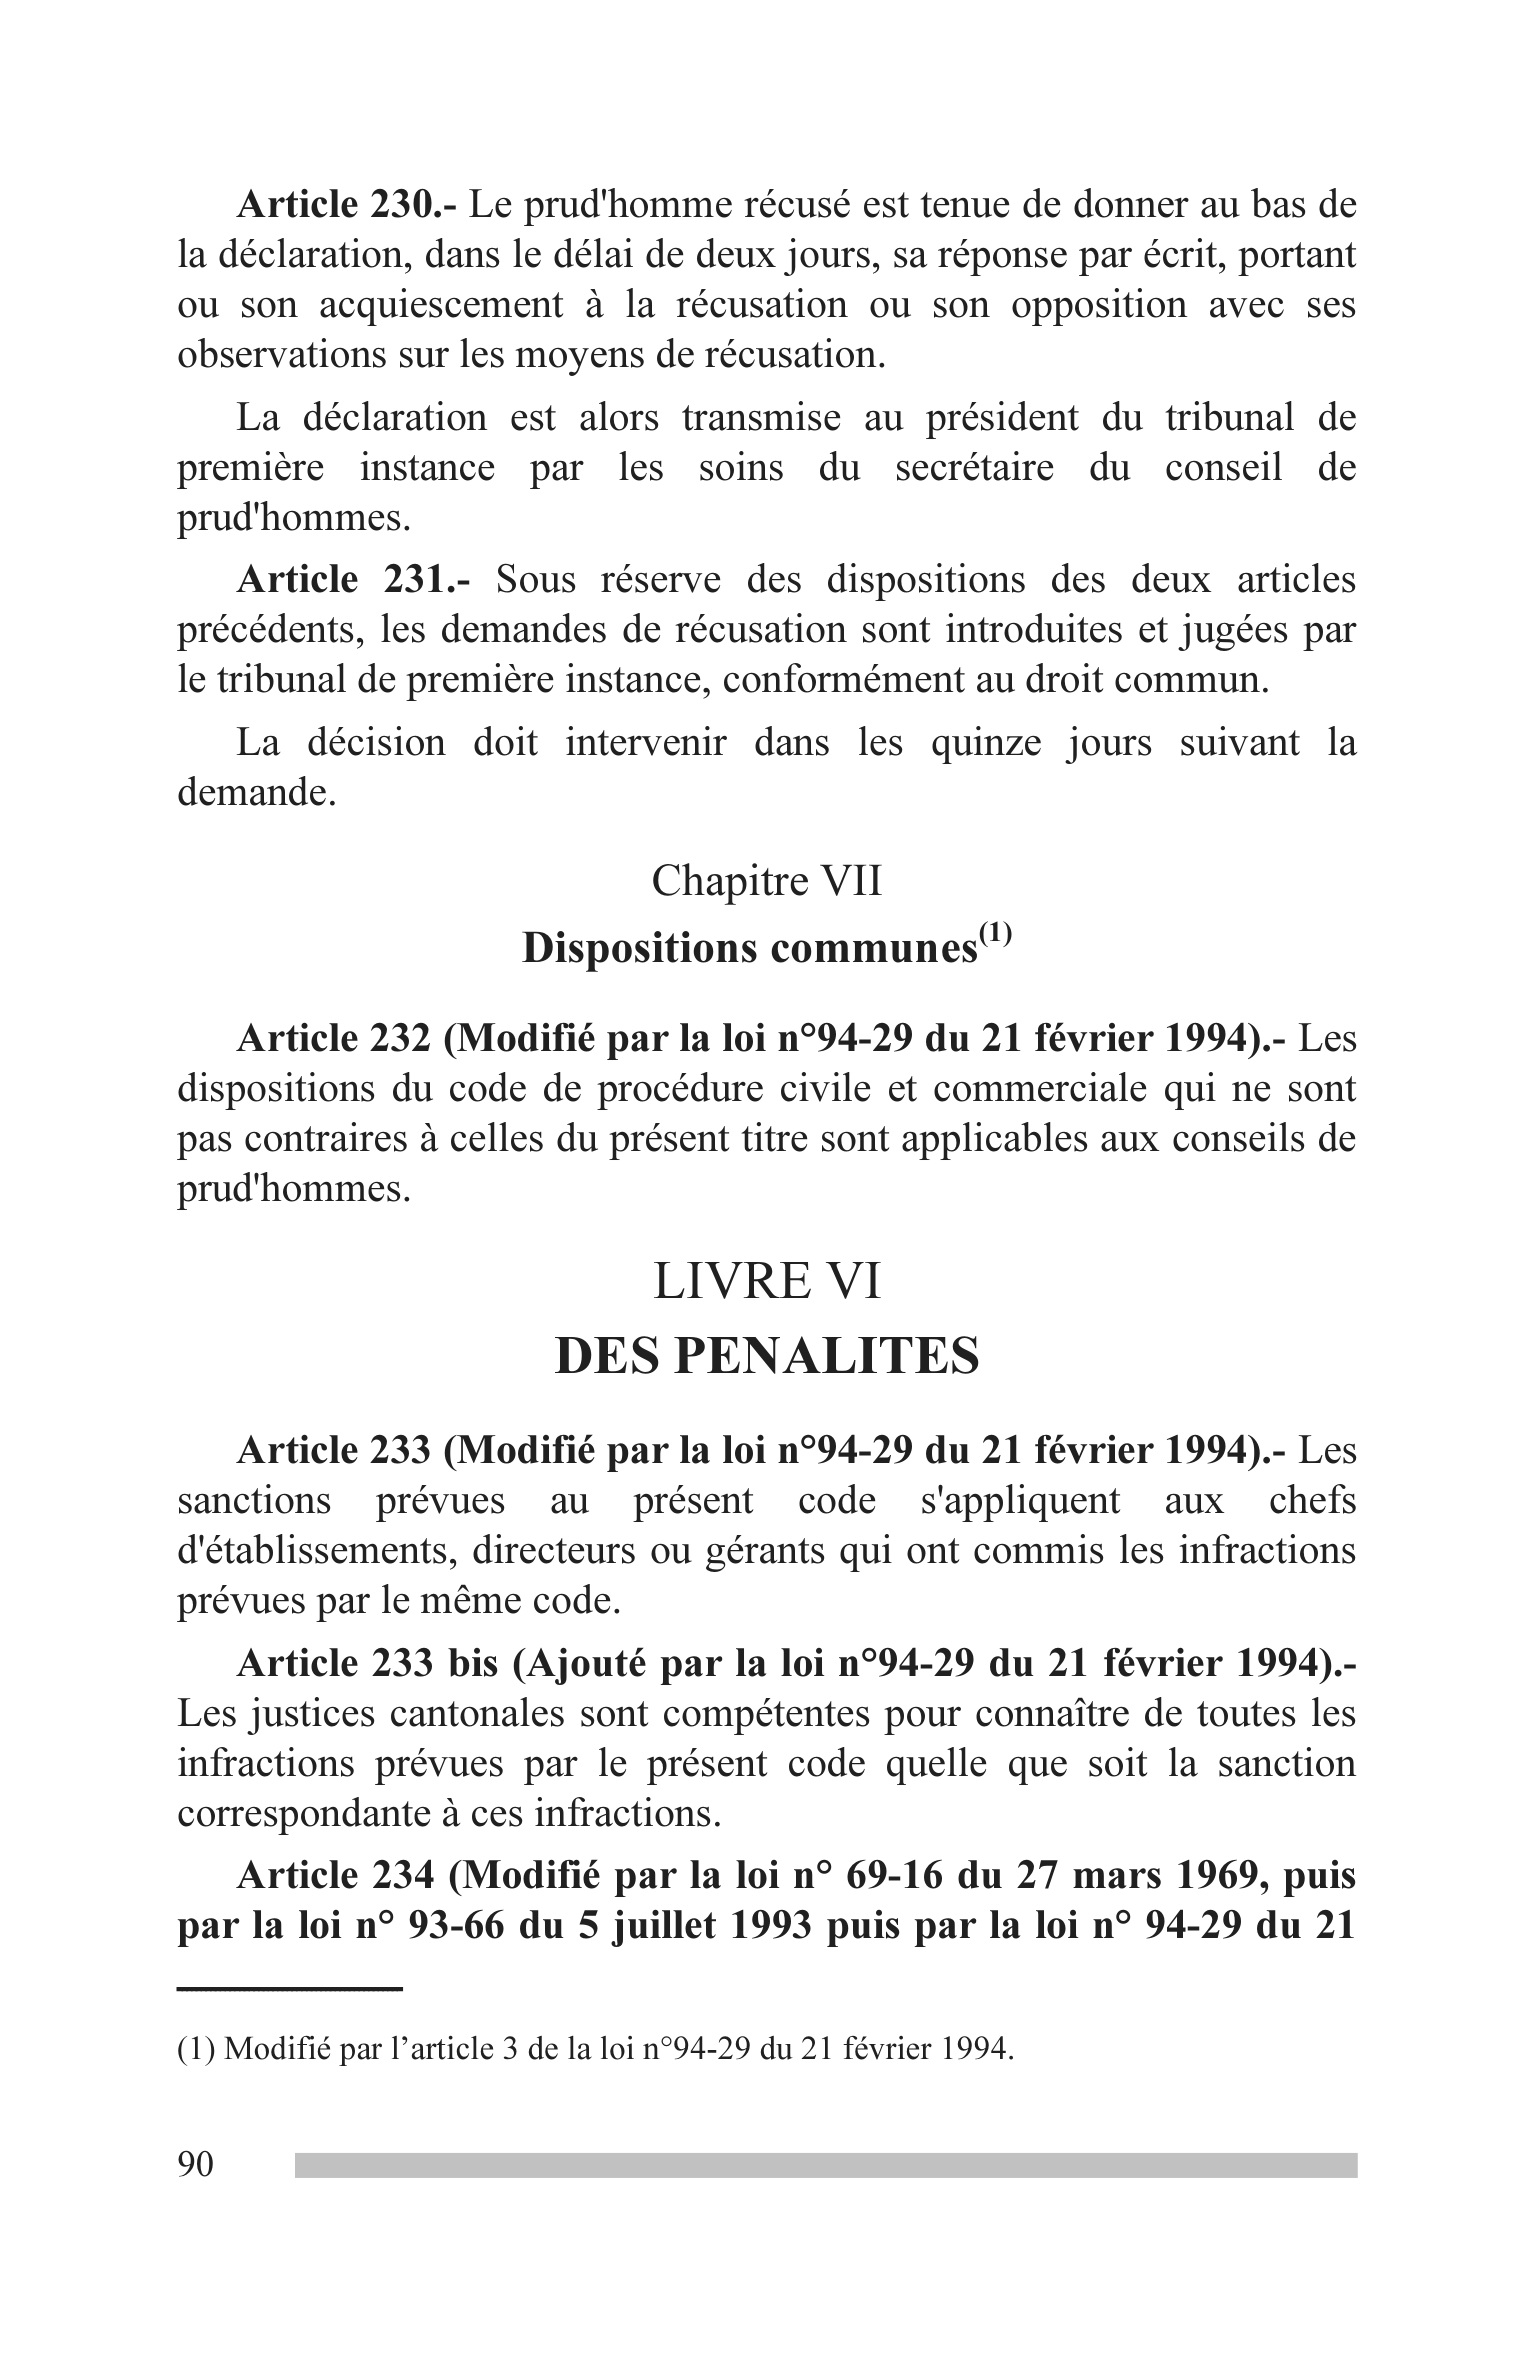 Article 230.- Le prud'homme récusé est tenue de donner au bas de
la déclaration, dans le délai de deux jours, sa réponse par écrit, portant
ou son acquiescement à la récusation ou son opposition avec ses
observations sur les moyens de récusation.
La déclaration est alors transmise au président du tribunal de
première instance par les soins du secrétaire du conseil de
prud'hommes.
Article 231.- Sous réserve des dispositions des deux articles
précédents, les demandes de récusation sont introduites et jugées par
le tribunal de première instance, conformément au droit commun.
La décision doit intervenir dans les quinze jours suivant la
demande.
Chapitre VII
Dispositions communes(1)
Article 232 (Modifié par la loi n°94-29 du 21 février 1994).- Les
dispositions du code de procédure civile et commerciale qui ne sont
pas contraires à celles du présent titre sont applicables aux conseils de
prud'hommes.
LIVRE VI
DES PENALITES
Article 233 (Modifié par la loi n°94-29 du 21 février 1994).- Les
sanctions prévues au présent code s'appliquent aux chefs
d'établissements, directeurs ou gérants qui ont commis les infractions
prévues par le même code.
Article 233 bis (Ajouté par la loi n°94-29 du 21 février 1994).-
Les justices cantonales sont compétentes pour connaître de toutes les
infractions prévues par le présent code quelle que soit la sanction
correspondante à ces infractions.
Article 234 (Modifié par la loi n° 69-16 du 27 mars 1969, puis
par la loi n° 93-66 du 5 juillet 1993 puis par la loi n° 94-29 du 21
(1) Modifié par l’article 3 de la loi n°94-29 du 21 février 1994.
90